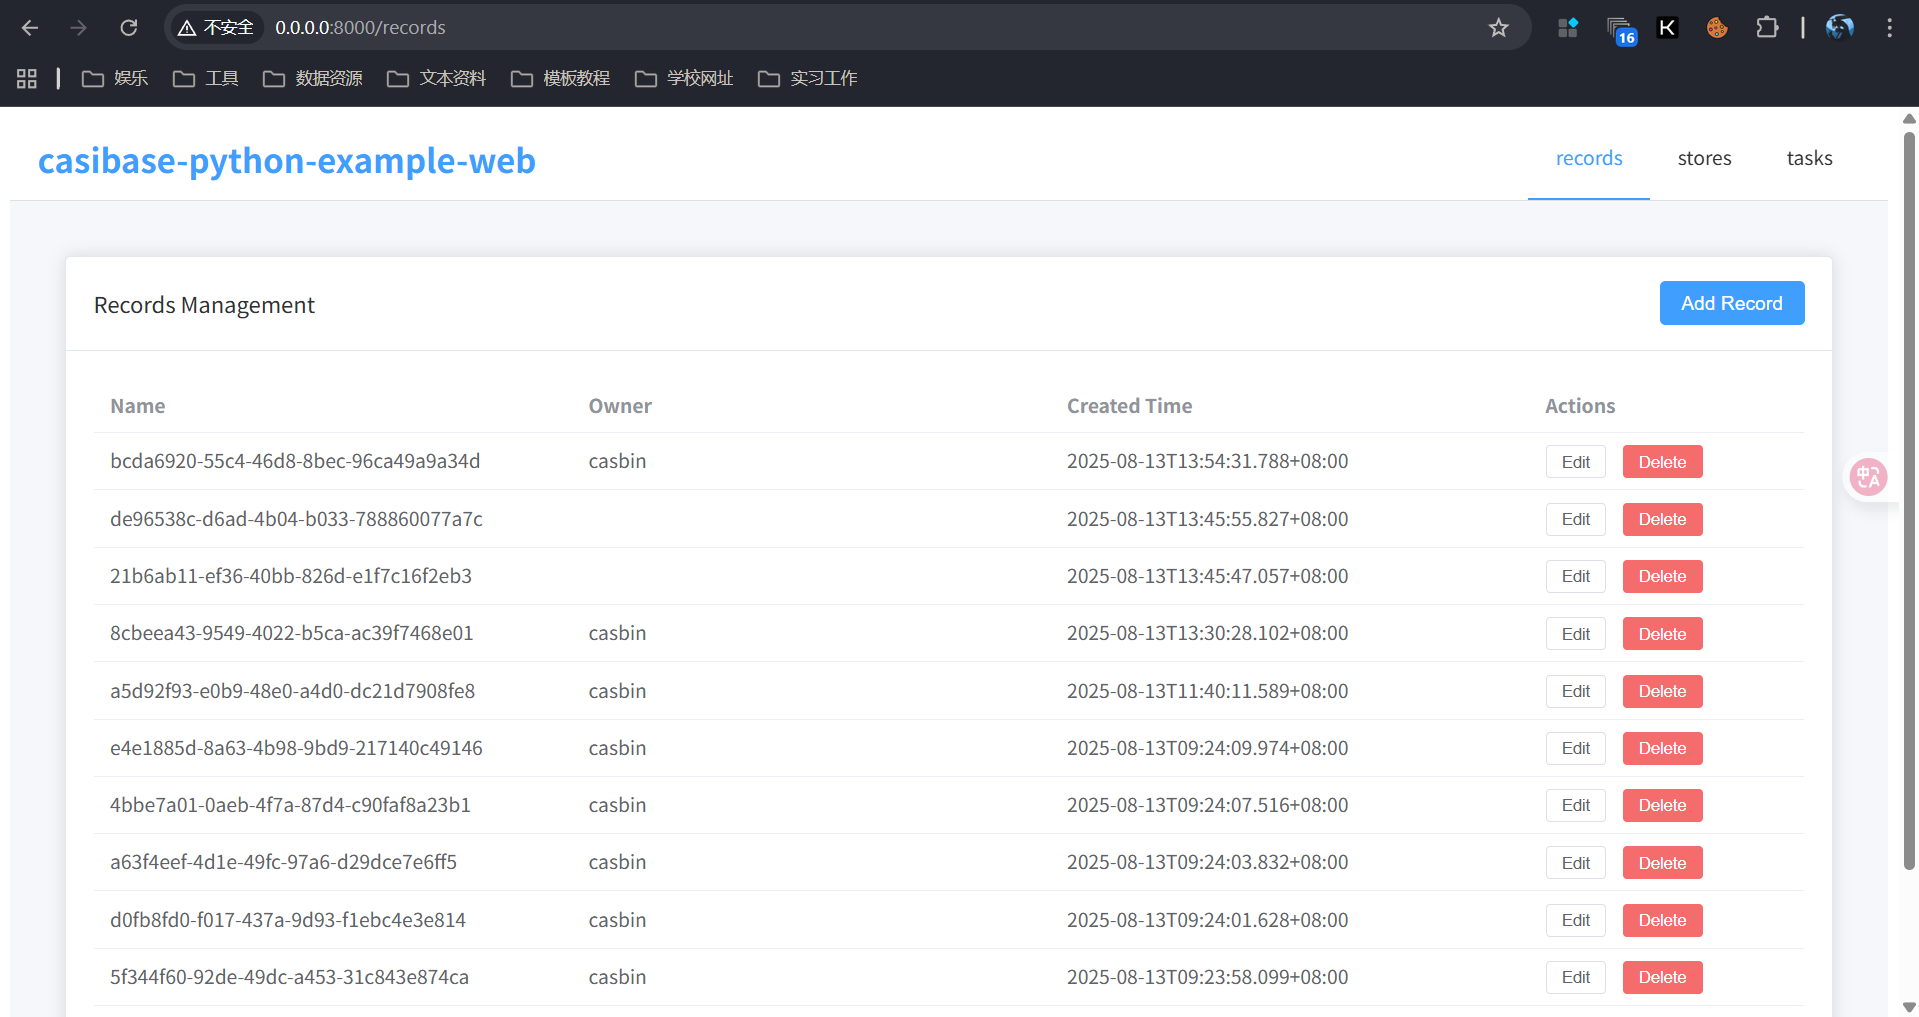 不安全 0.0.0.0:8000/records
16
K
娱乐 工具 数据资源 文本资料 模板教程 学校网址 实习工作
casibase-python-example-web records stores tasks
Records Management Add Record
Name Owner Created Time Actions
bcda6920-55c4-46d8-8bec-96ca49a9a34d casbin 2025-08-13T13:54:31.788+08:00 Edit Delete
中A
de96538c-d6ad-4b04-b033-788860077a7c 2025-08-13T13:45:55.827+08:00 Edit Delete
21b6ab11-ef36-40bb-826d-e1f7c16f2eb3 2025-08-13T13:45:47.057+08:00 Edit Delete
8cbeea43-9549-4022-b5ca-ac39f7468e01 casbin 2025-08-13T13:30:28.102+08:00 Edit Delete
a5d92f93-e0b9-48e0-a4d0-dc21d7908fe8 casbin 2025-08-13T11:40:11.589+08:00 Edit Delete
e4e1885d-8a63-4b98-9bd9-217140c49146 casbin 2025-08-13T09:24:09.974+08:00 Edit Delete
4bbe7a01-0aeb-4f7a-87d4-c90faf8a23b1 casbin 2025-08-13T09:24:07.516+08:00 Edit Delete
a63f4eef-4d1e-49fc-97a6-d29dce7e6ff5 casbin 2025-08-13T09:24:03.832+08:00 Edit Delete
d0fb8fd0-f017-437a-9d93-f1ebc4e3e814 casbin 2025-08-13T09:24:01.628+08:00 Edit Delete
5f344f60-92de-49dc-a453-31c843e874ca casbin 2025-08-13T09:23:58.099+08:00 Edit Delete